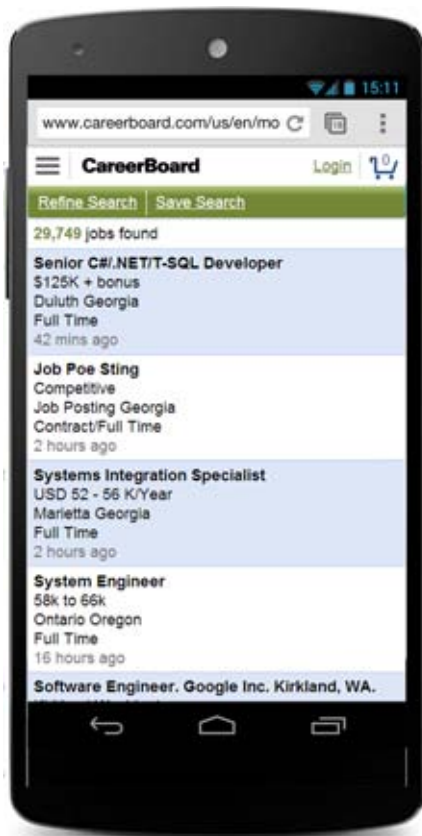 15:11
www.careerboard.com/us/en/mo
CareerBoard Login 0
Refine Search Save Search
29,749 jobs found
Senior C#/.NET/T-SQL Developer
$125K + bonus
Duluth Georgia
Full Time
42 mins ago
Job Poe Sting
Competitive
Job Posting Georgia
Contract/Full Time
2 hours ago
Systems Integration Specialist
USD 52 - 56 K/Year
Marietta Georgia
Full Time
2 hours ago
System Engineer
58k to 66k
Ontario Oregon
Full Time
16 hours ago
Software Engineer. Google Inc. Kirkland, WA.